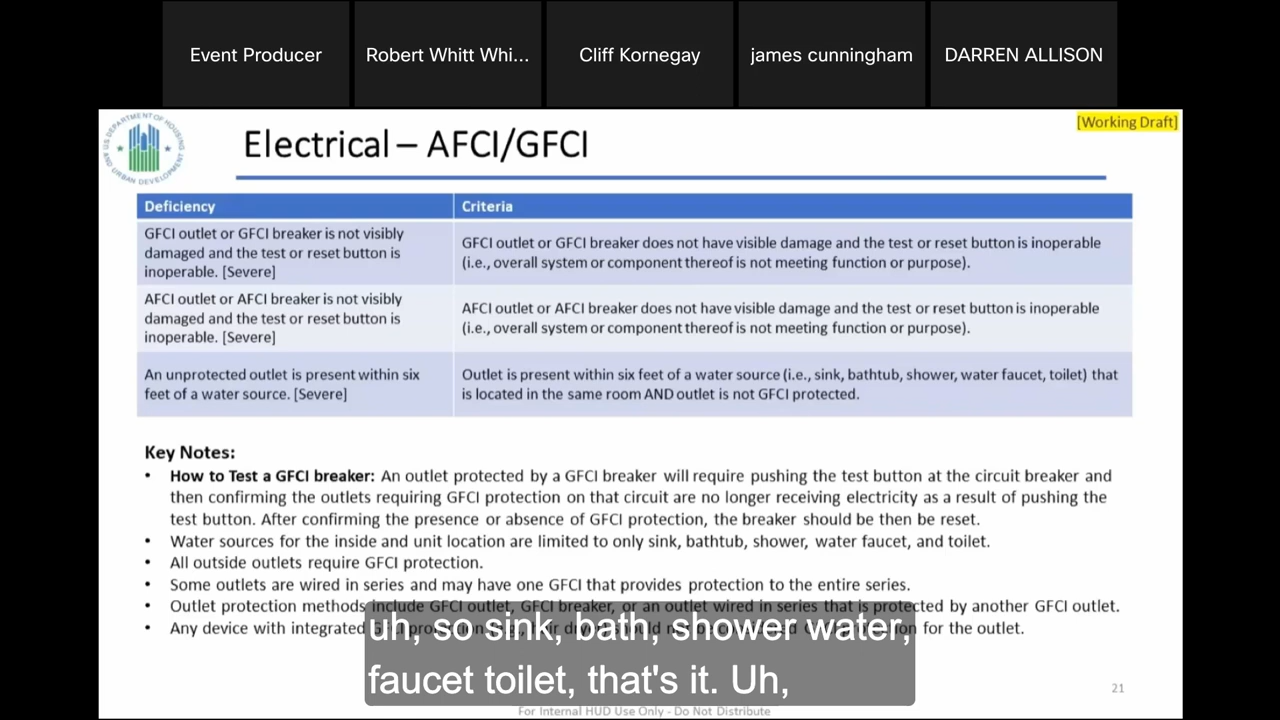 Event Producer
Robert Whitt Whi...
Cliff Kornegay
james cunningham
DARREN ALLISON
[Working Draft]
U.S. DEPARTMENT OF HOUSING AND URBAN DEVELOPMENT
Electrical – AFCI/GFCI
Deficiency
Criteria
GFCI outlet or GFCI breaker is not visibly
damaged and the test or reset button is
inoperable. [Severe]
GFCI outlet or GFCI breaker does not have visible damage and the test or reset button is inoperable
(i.e., overall system or component thereof is not meeting function or purpose).
AFCI outlet or AFCI breaker is not visibly
damaged and the test or reset button is
inoperable. [Severe]
AFCI outlet or AFCI breaker does not have visible damage and the test or reset button is inoperable
(i.e., overall system or component thereof is not meeting function or purpose).
An unprotected outlet is present within six
feet of a water source. [Severe]
Outlet is present within six feet of a water source (i.e., sink, bathtub, shower, water faucet, toilet) that
is located in the same room AND outlet is not GFCI protected.
Key Notes:
• How to Test a GFCI breaker: An outlet protected by a GFCI breaker will require pushing the test button at the circuit breaker and
then confirming the outlets requiring GFCI protection on that circuit are no longer receiving electricity as a result of pushing the
test button. After confirming the presence or absence of GFCI protection, the breaker should be then be reset.
• Water sources for the inside and unit location are limited to only sink, bathtub, shower, water faucet, and toilet.
• All outside outlets require GFCI protection.
• Some outlets are wired in series and may have one GFCI that provides protection to the entire series.
• Outlet protection methods include GFCI outlet, GFCI breaker, or an outlet wired in series that is protected by another GFCI outlet.
• Any device with integrated for the outlet.
uh, so sink, bath, shower water,
faucet toilet, that's it. Uh,
21
For Internal HUD Use Only - Do Not Distribute